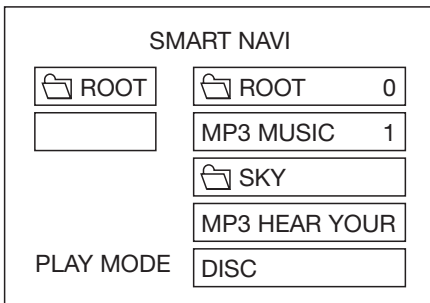 SMART NAVI
ROOT
ROOT 0
MP3 MUSIC 1
SKY
MP3 HEAR YOUR
PLAY MODE DISC